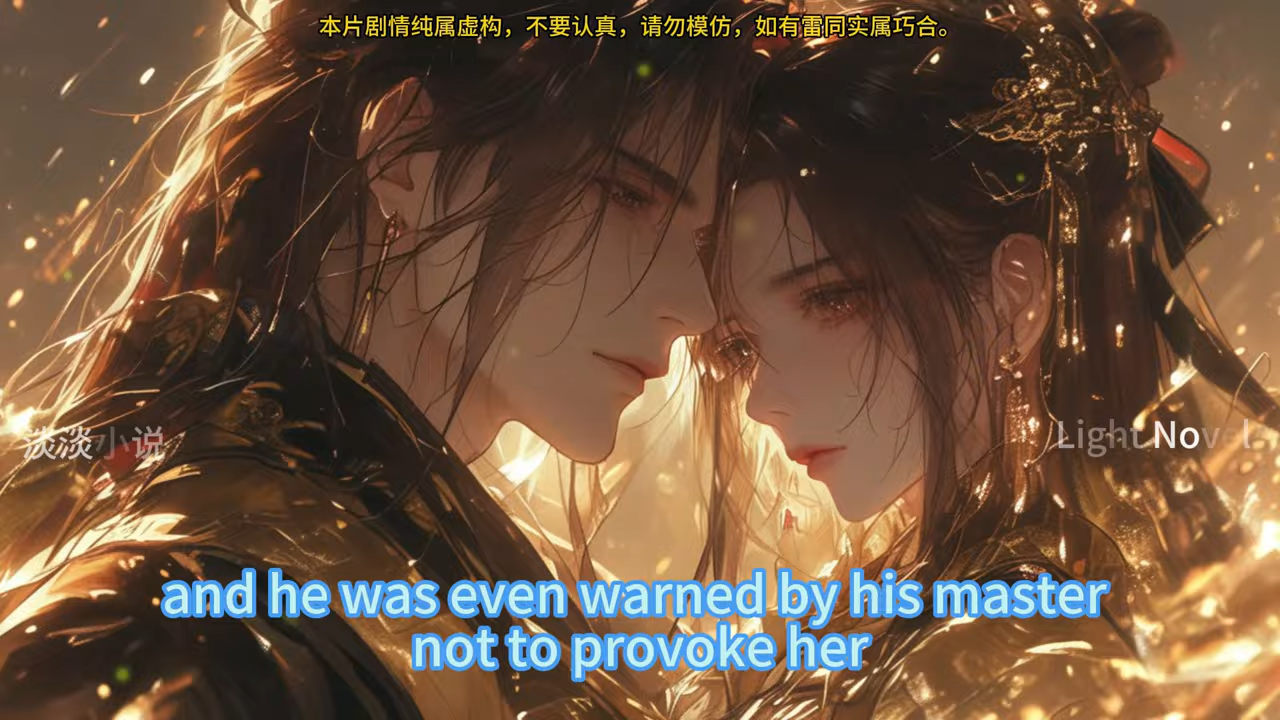 本片剧情纯属虚构，不要认真，请勿模仿，如有雷同实属巧合。
淡淡小说
Light Novel
and he was even warned by his master
not to provoke her